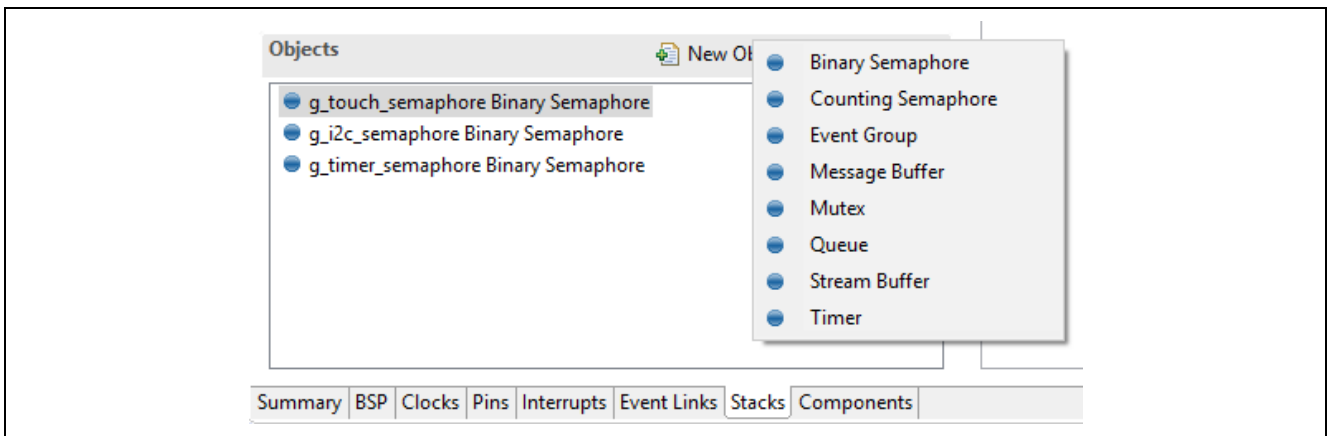 Objects
New Ob
g_touch_semaphore Binary Semaphore
g_i2c_semaphore Binary Semaphore
g_timer_semaphore Binary Semaphore
Binary Semaphore
Counting Semaphore
Event Group
Message Buffer
Mutex
Queue
Stream Buffer
Timer
Summary BSP Clocks Pins Interrupts Event Links Stacks Components